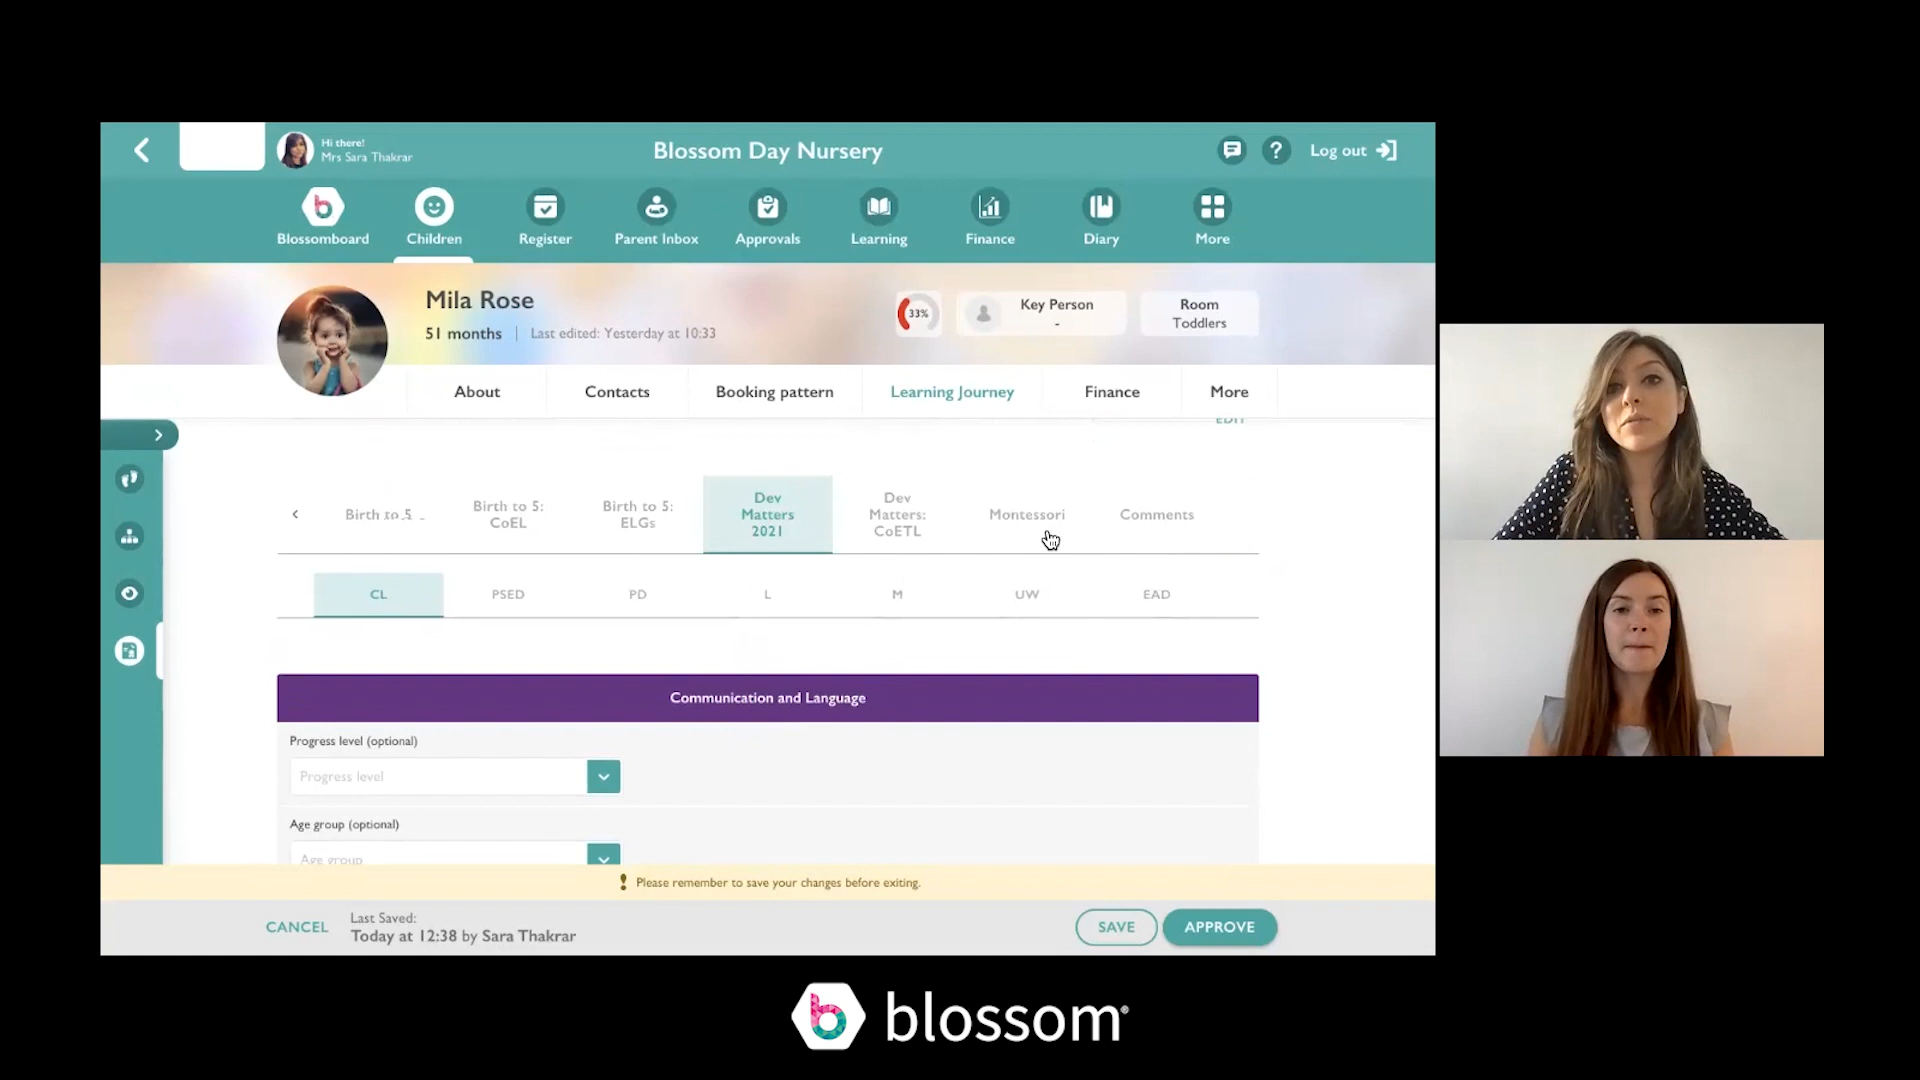 Hi there!
Mrs Sara Thakrar
Blossom Day Nursery
?
Log out
Blossomboard
Children
Register
Parent Inbox
Approvals
Learning
Finance
Diary
More
Mila Rose
51 months
Last edited: Yesterday at 10:33
33%
Key Person
-
Room
Toddlers
About
Contacts
Booking pattern
Learning Journey
Finance
More
EDIT
Birth to 5
Birth to 5:
CoEL
Birth to 5:
ELGs
Dev
Matters
2021
Dev
Matters:
CoETL
Montessori
Comments
CL
PSED
PD
L
M
UW
EAD
Communication and Language
Progress level (optional)
Progress level
Age group (optional)
Age group
Please remember to save your changes before exiting.
CANCEL
Last Saved:
Today at 12:38 by Sara Thakrar
SAVE
APPROVE
blossom®